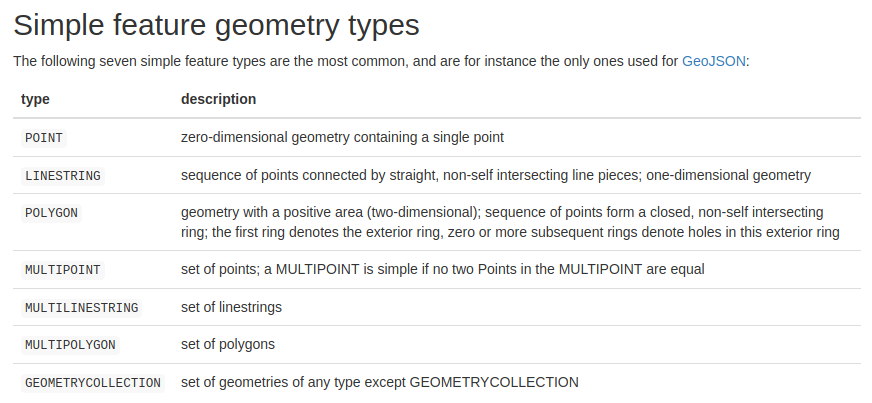 Simple feature geometry types
The following seven simple feature types are the most common, and are for instance the only ones used for GeoJSON:
type description
POINT zero-dimensional geometry containing a single point
LINESTRING sequence of points connected by straight, non-self intersecting line pieces; one-dimensional geometry
POLYGON geometry with a positive area (two-dimensional); sequence of points form a closed, non-self intersecting
ring; the first ring denotes the exterior ring, zero or more subsequent rings denote holes in this exterior ring
MULTIPOINT set of points; a MULTIPOINT is simple if no two Points in the MULTIPOINT are equal
MULTILINESTRING set of linestrings
MULTIPOLYGON set of polygons
GEOMETRYCOLLECTION set of geometries of any type except GEOMETRYCOLLECTION